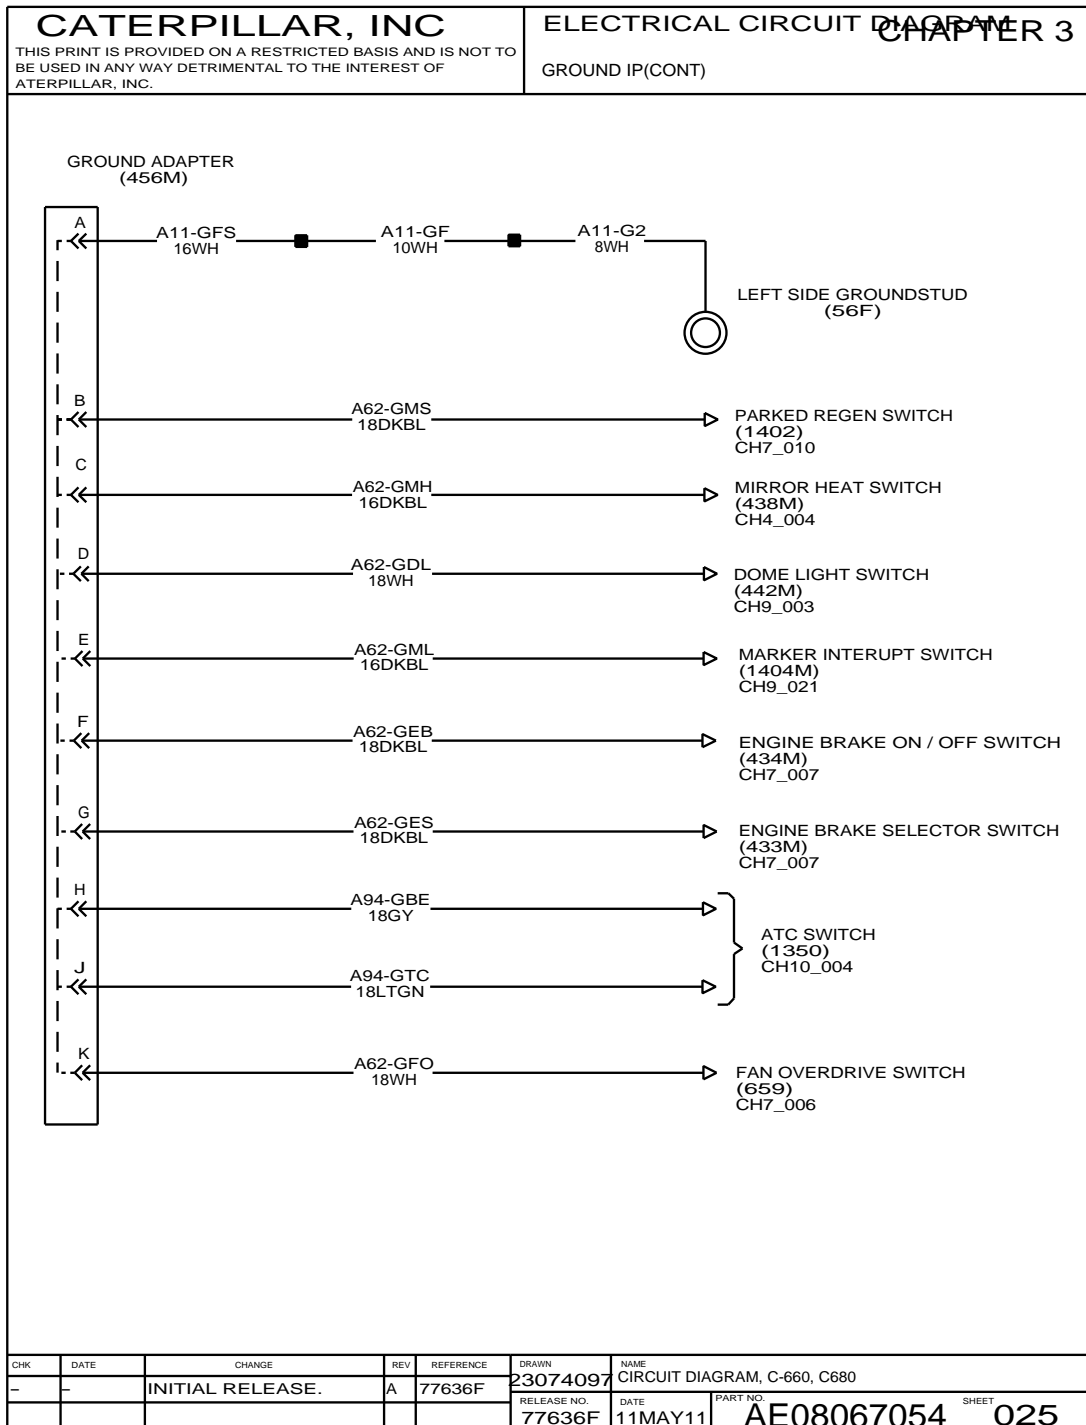 CATERPILLAR, INC
THIS PRINT IS PROVIDED ON A RESTRICTED BASIS AND IS NOT TO
BE USED IN ANY WAY DETRIMENTAL TO THE INTEREST OF
ATERPILLAR, INC.
ELECTRICAL CIRCUIT DIAGRAM
CHAPTER 3
GROUND IP(CONT)
GROUND ADAPTER
(456M)
A
A11-GFS
16WH
A11-GF
10WH
A11-G2
8WH
LEFT SIDE GROUNDSTUD
(56F)
B
A62-GMS
18DKBL
PARKED REGEN SWITCH
(1402)
CH7_010
C
A62-GMH
16DKBL
MIRROR HEAT SWITCH
(438M)
CH4_004
D
A62-GDL
18WH
DOME LIGHT SWITCH
(442M)
CH9_003
E
A62-GML
16DKBL
MARKER INTERUPT SWITCH
(1404M)
CH9_021
F
A62-GEB
18DKBL
ENGINE BRAKE ON / OFF SWITCH
(434M)
CH7_007
G
A62-GES
18DKBL
ENGINE BRAKE SELECTOR SWITCH
(433M)
CH7_007
H
A94-GBE
18GY
J
A94-GTC
18LTGN
ATC SWITCH
(1350)
CH10_004
K
A62-GFO
18WH
FAN OVERDRIVE SWITCH
(659)
CH7_006
CHK DATE CHANGE REV REFERENCE
- - INITIAL RELEASE. A 77636F
DRAWN
23074097
NAME
CIRCUIT DIAGRAM, C-660, C680
RELEASE NO.
77636F
DATE
11MAY11
PART NO.
AE08067054
SHEET
025